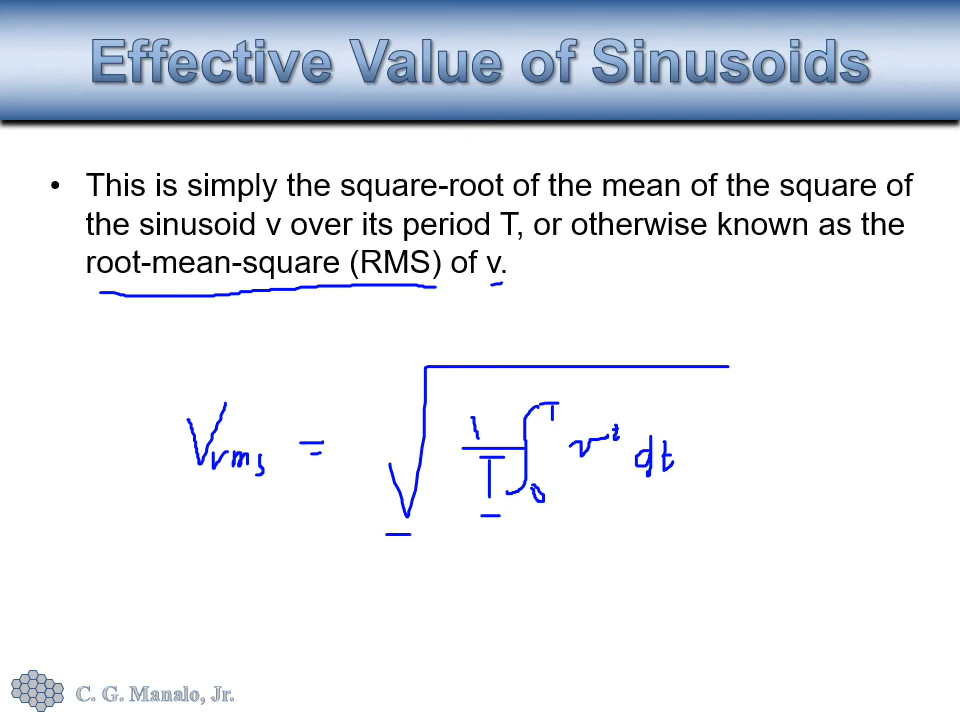 Effective Value of Sinusoids
• This is simply the square-root of the mean of the square of
the sinusoid v over its period T, or otherwise known as the
root-mean-square (RMS) of v.
V_rms = √(1/T ∫₀ᵀ v² dt)
C. G. Manalo, Jr.